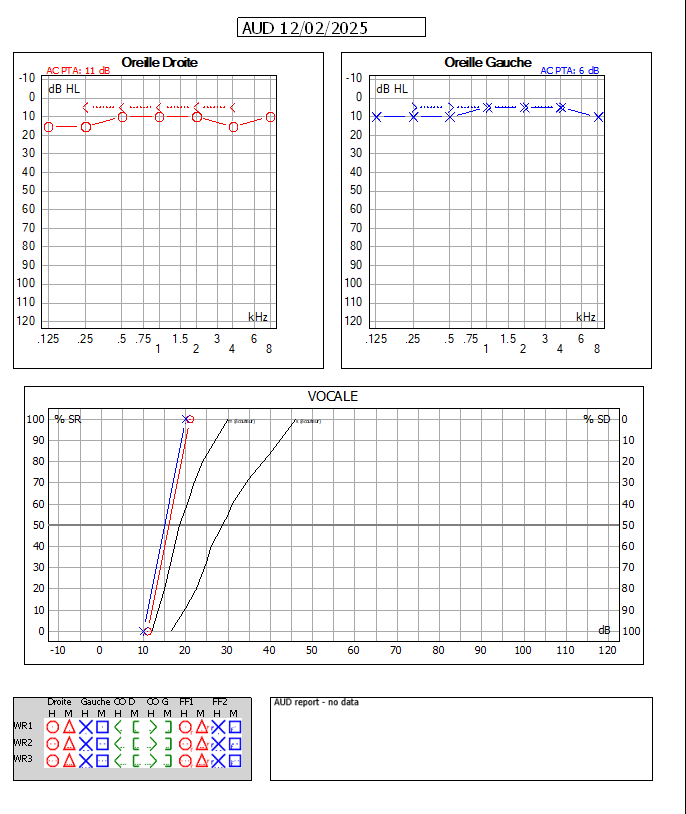 AUD 12/02/2025
Oreille Droite
AC PTA: 11 dB
dB HL
-10
0
10
20
30
40
50
60
70
80
90
100
110
120
kHz
.125 .25 .5 .75 1 1.5 2 3 4 6 8
Oreille Gauche
AC PTA: 6 dB
dB HL
-10
0
10
20
30
40
50
60
70
80
90
100
110
120
kHz
.125 .25 .5 .75 1 1.5 2 3 4 6 8
VOCALE
% SR % SD
100 0
90 10
80 20
70 30
60 40
50 50
40 60
30 70
20 80
10 90
0 dB 100
-10 0 10 20 30 40 50 60 70 80 90 100 110 120
Droite Gauche CO D CO G FF1 FF2
H M H M H M H M H M H M
WR1
WR2
WR3
AUD report - no data